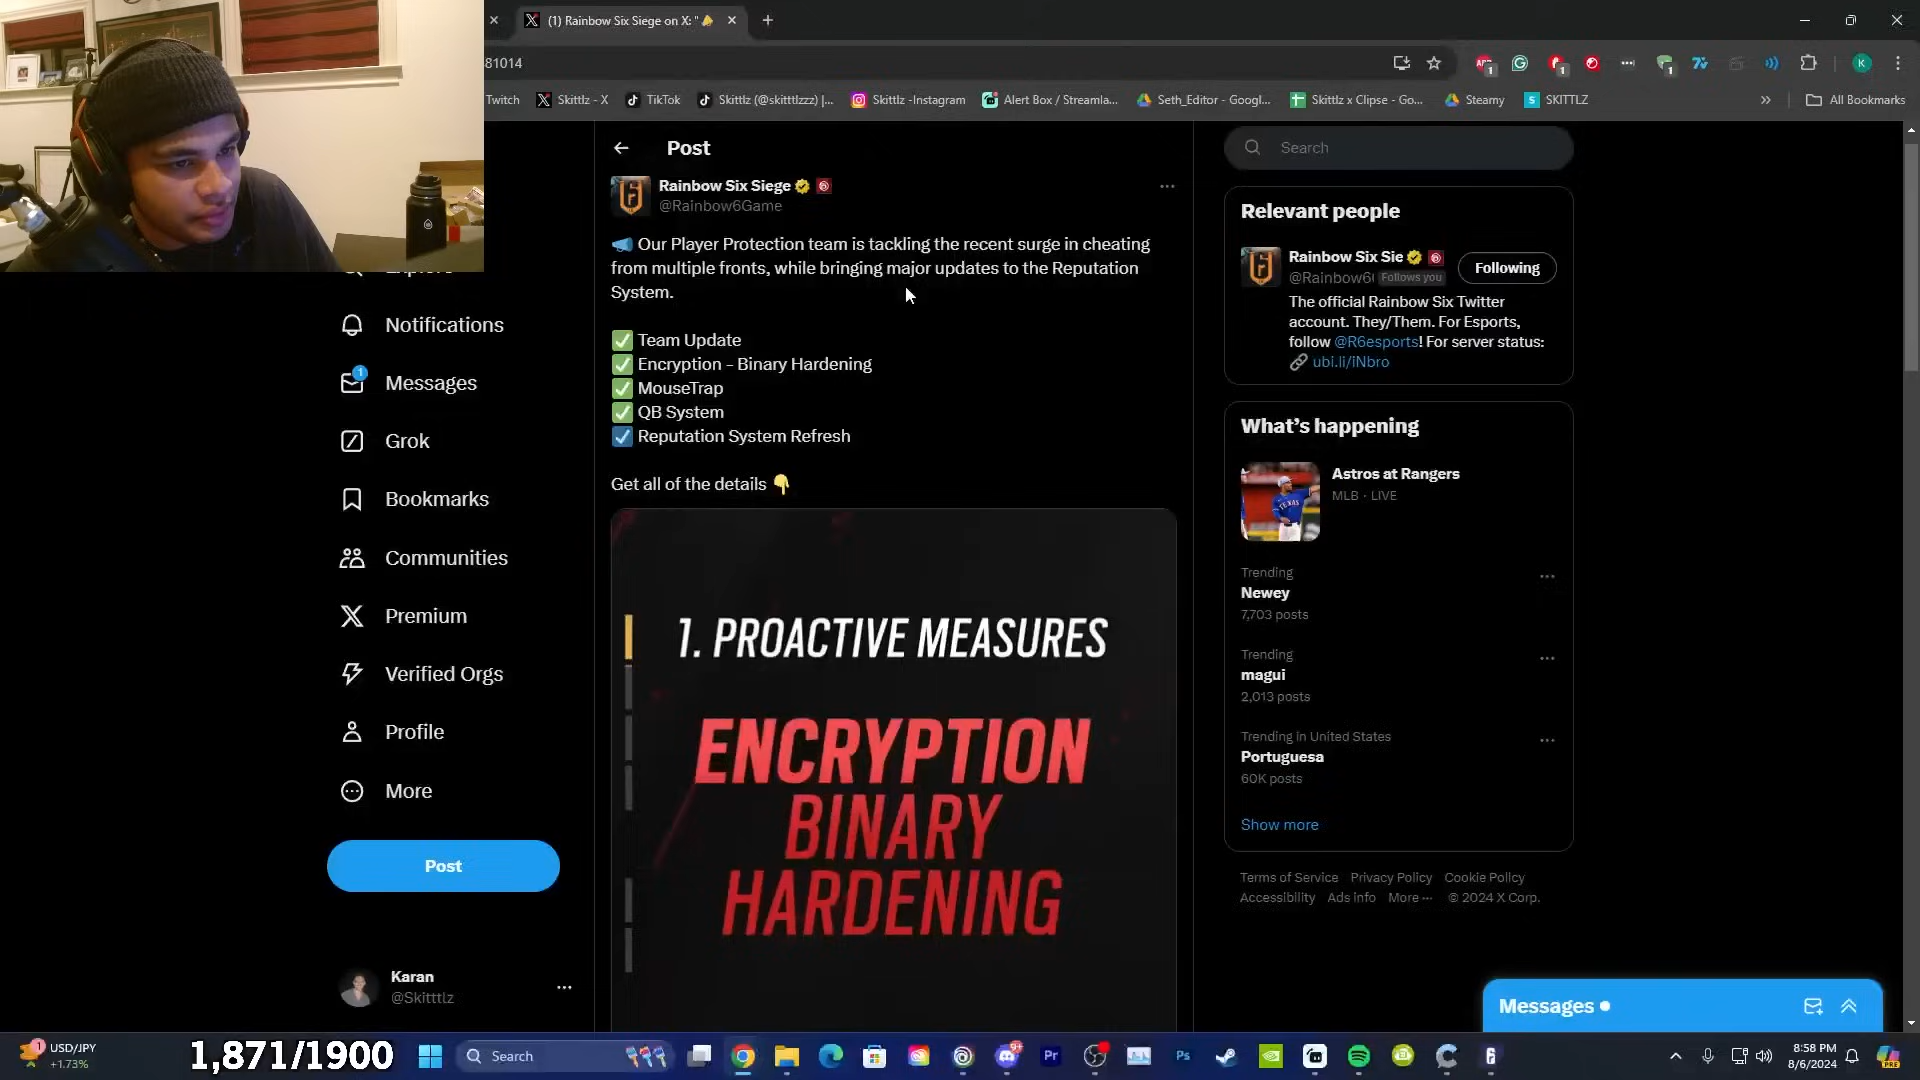 (1) Rainbow Six Siege on X: "
81014
Twitch
Skittlz - X
TikTok
Skittlz (@skitttlzzz) |...
Skittlz -Instagram
Alert Box / Streamla...
Seth_Editor - Googl...
Skittlz x Clipse - Go...
Steamy
SKITTLZ
All Bookmarks
Post
Search
Rainbow Six Siege
@Rainbow6Game
Our Player Protection team is tackling the recent surge in cheating
from multiple fronts, while bringing major updates to the Reputation
System.
Team Update
Encryption – Binary Hardening
MouseTrap
QB System
Reputation System Refresh
Get all of the details
1. PROACTIVE MEASURES
ENCRYPTION
BINARY
HARDENING
Notifications
Messages
Grok
Bookmarks
Communities
Premium
Verified Orgs
Profile
More
Post
Karan
@Skitttlz
Relevant people
Rainbow Six Sie
@Rainbow6
Follows you
Following
The official Rainbow Six Twitter
account. They/Them. For Esports,
follow @R6esports! For server status:
ubi.li/iNbro
What's happening
Astros at Rangers
MLB · LIVE
TEXAS
Trending
Newey
7,703 posts
Trending
magui
2,013 posts
Trending in United States
Portuguesa
60K posts
Show more
Terms of Service Privacy Policy Cookie Policy
Accessibility Ads info More ··· © 2024 X Corp.
Messages
USD/JPY
+1.73%
1,871/1900
Search
8:58 PM
8/6/2024